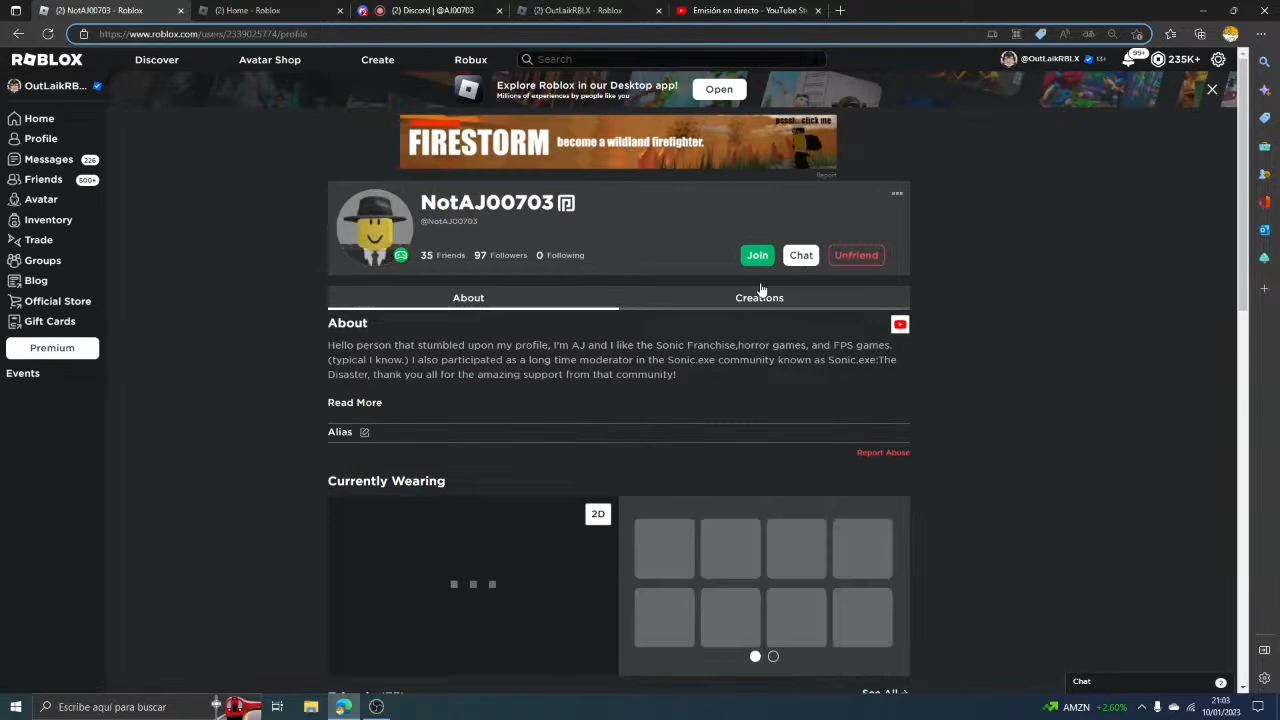 (2) NotAJ00703 - Roblox
(2) Home - Roblox
(2) Discord | @AJ00703
(2) OutLaikRBLX - Roblox
Emisión en directo - YouTube St
https://www.roblox.com/users/2339025774/profile
ROBLOX
Discover
Avatar Shop
Create
Robux
Search
@OutLaikRBLX 13+
99+
235K+
OutLaikRB...
Explore Roblox in our Desktop app!
Millions of experiences by people like you
Open
Home
Profile
Messages 226
Friends 500+
Avatar
Inventory
Trade
Groups
Blog
Official Store
Gift Cards
Premium
Events
FIRESTORM become a wildland firefighter.
pssst.. click me
Report
NotAJ00703
@NotAJ00703
35 Friends 97 Followers 0 Following
Join
Chat
Unfriend
About
Creations
About
Hello person that stumbled upon my profile, I'm AJ and I like the Sonic Franchise,horror games, and FPS games.
(typical I know.) I also participated as a long time moderator in the Sonic.exe community known as Sonic.exe:The
Disaster, thank you all for the amazing support from that community!
Read More
Alias
Report Abuse
Currently Wearing
2D
See All
Chat 2
Escribe aquí para buscar
AMZN +2.60%
21:03
10/01/2023